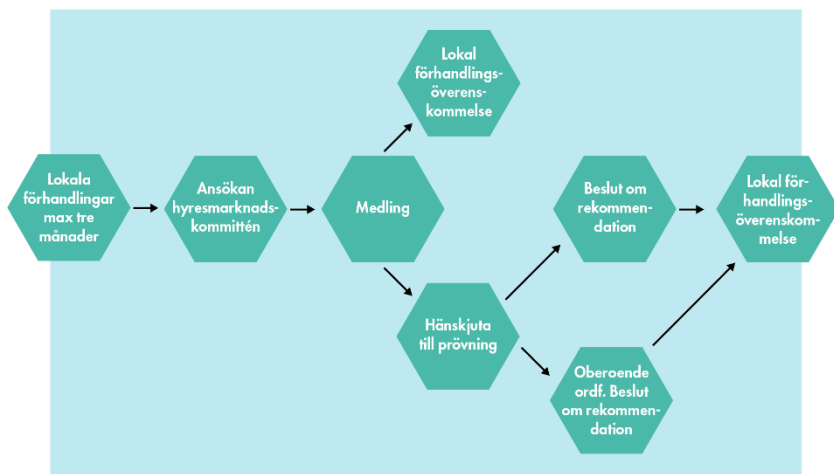 Lokala
förhandlingar
max tre
månader
Ansökan
hyresmarknads-
kommittén
Medling
Lokal
förhandlings-
överens-
kommelse
Hänskjuta
till prövning
Beslut om
rekommen-
dation
Oberoende
ordf. Beslut
om rekommen-
dation
Lokal för-
handlings-
överenskom-
melse